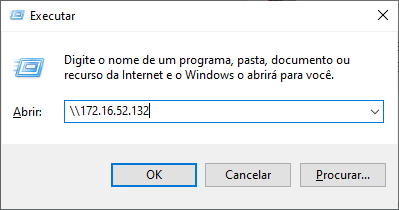 Executar
Digite o nome de um programa, pasta, documento ou
recurso da Internet e o Windows o abrirá para você.
Abrir: \\172.16.52.132
OK Cancelar Procurar...